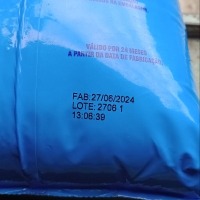 VÁLIDO POR 24 MESES
A PARTIR DA DATA DE FABRICAÇÃO
FAB:27/06/2024
LOTE: 2706 1
13:06:39